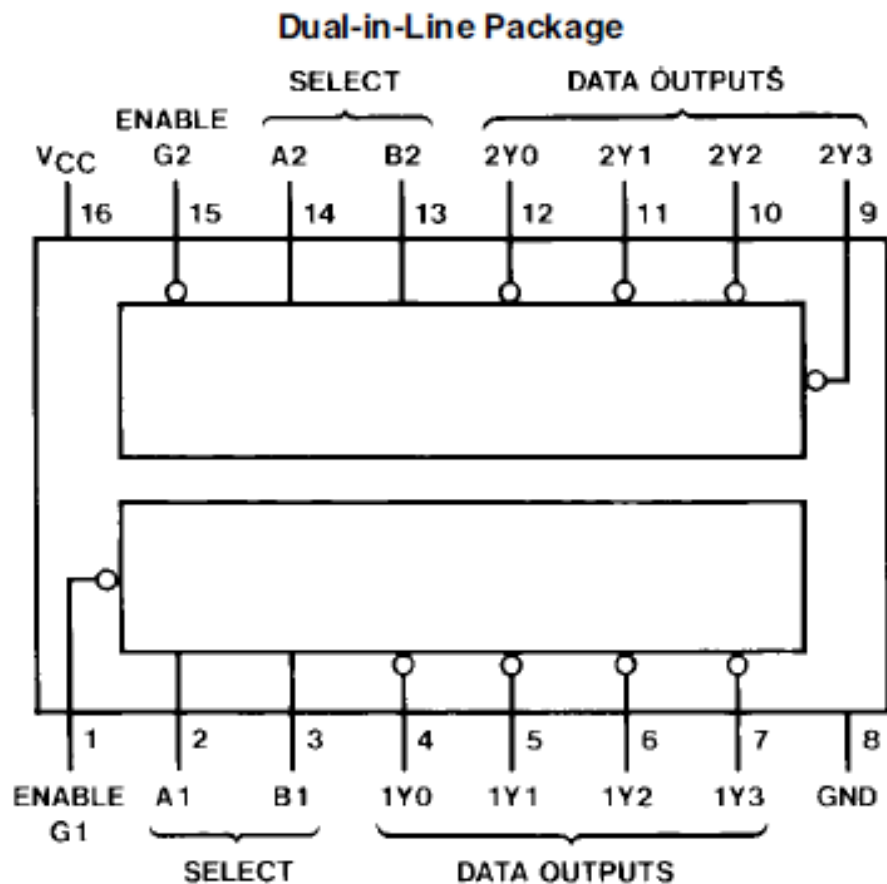 Dual-in-Line Package
SELECT DATA OUTPUTS
ENABLE
VCC G2 A2 B2 2Y0 2Y1 2Y2 2Y3
16 15 14 13 12 11 10 9
1 2 3 4 5 6 7 8
ENABLE A1 B1 1Y0 1Y1 1Y2 1Y3 GND
G1
SELECT DATA OUTPUTS